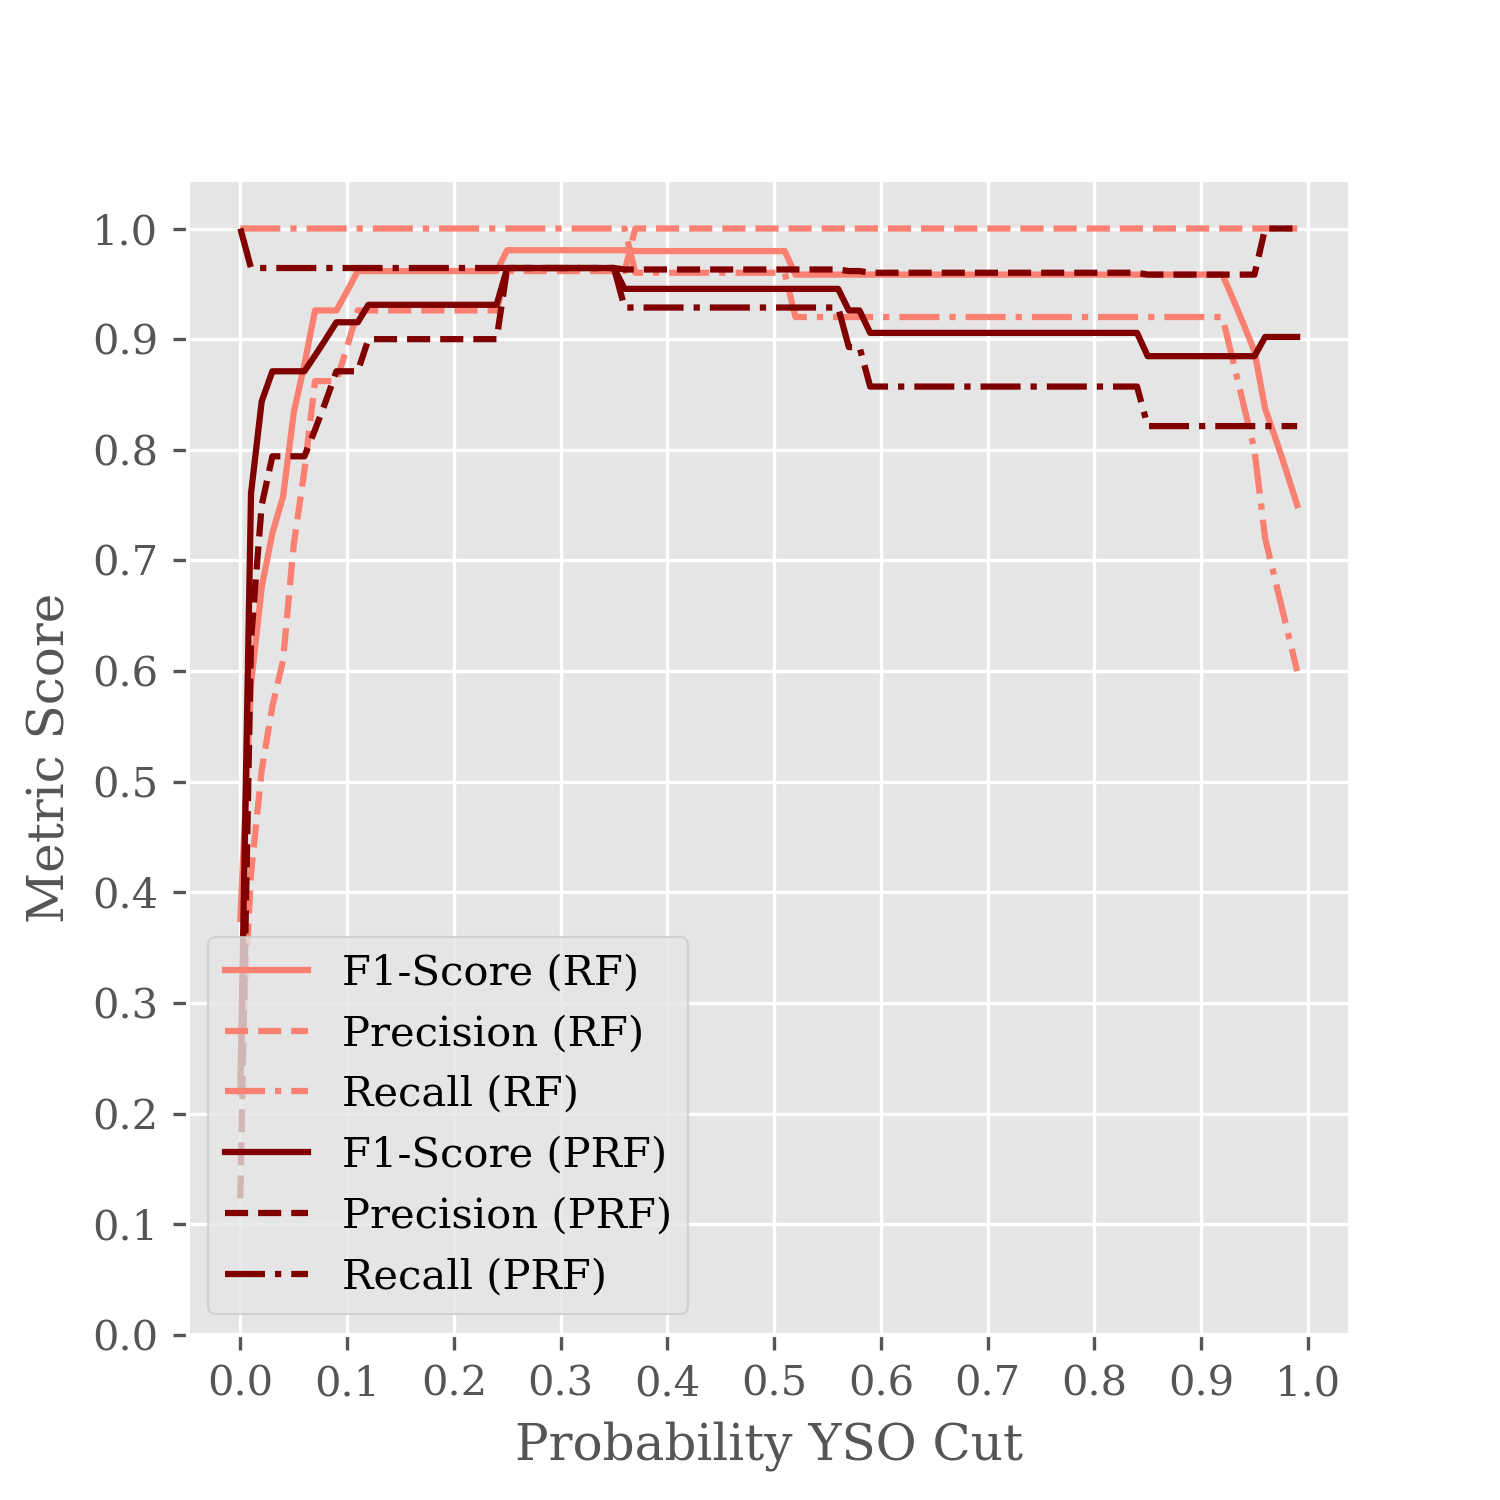 1.0
0.9
0.8
0.7
0.6
0.5
0.4
0.3
0.2
0.1
0.0
Metric Score
F1-Score (RF)
Precision (RF)
Recall (RF)
F1-Score (PRF)
Precision (PRF)
Recall (PRF)
0.0 0.1 0.2 0.3 0.4 0.5 0.6 0.7 0.8 0.9 1.0
Probability YSO Cut